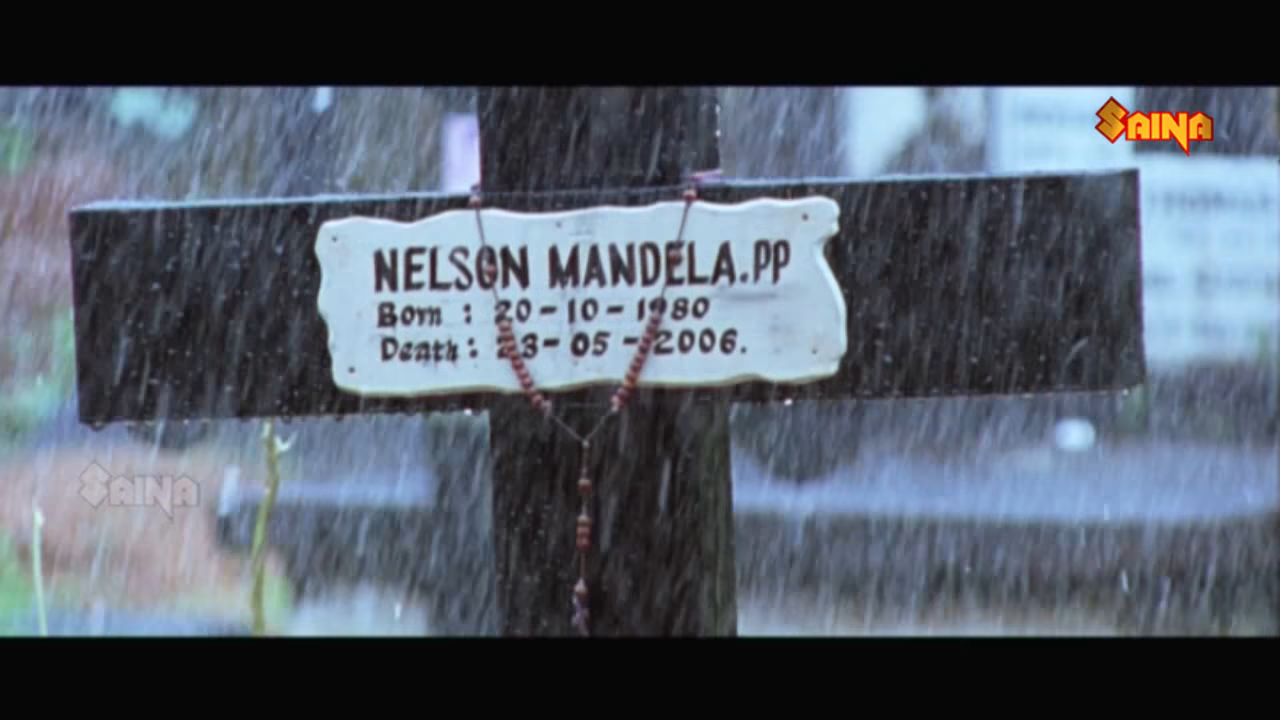 SAINA
NELSON MANDELA.PP
Born : 20-10-1980
Death : 23-05-2006.
SAINA